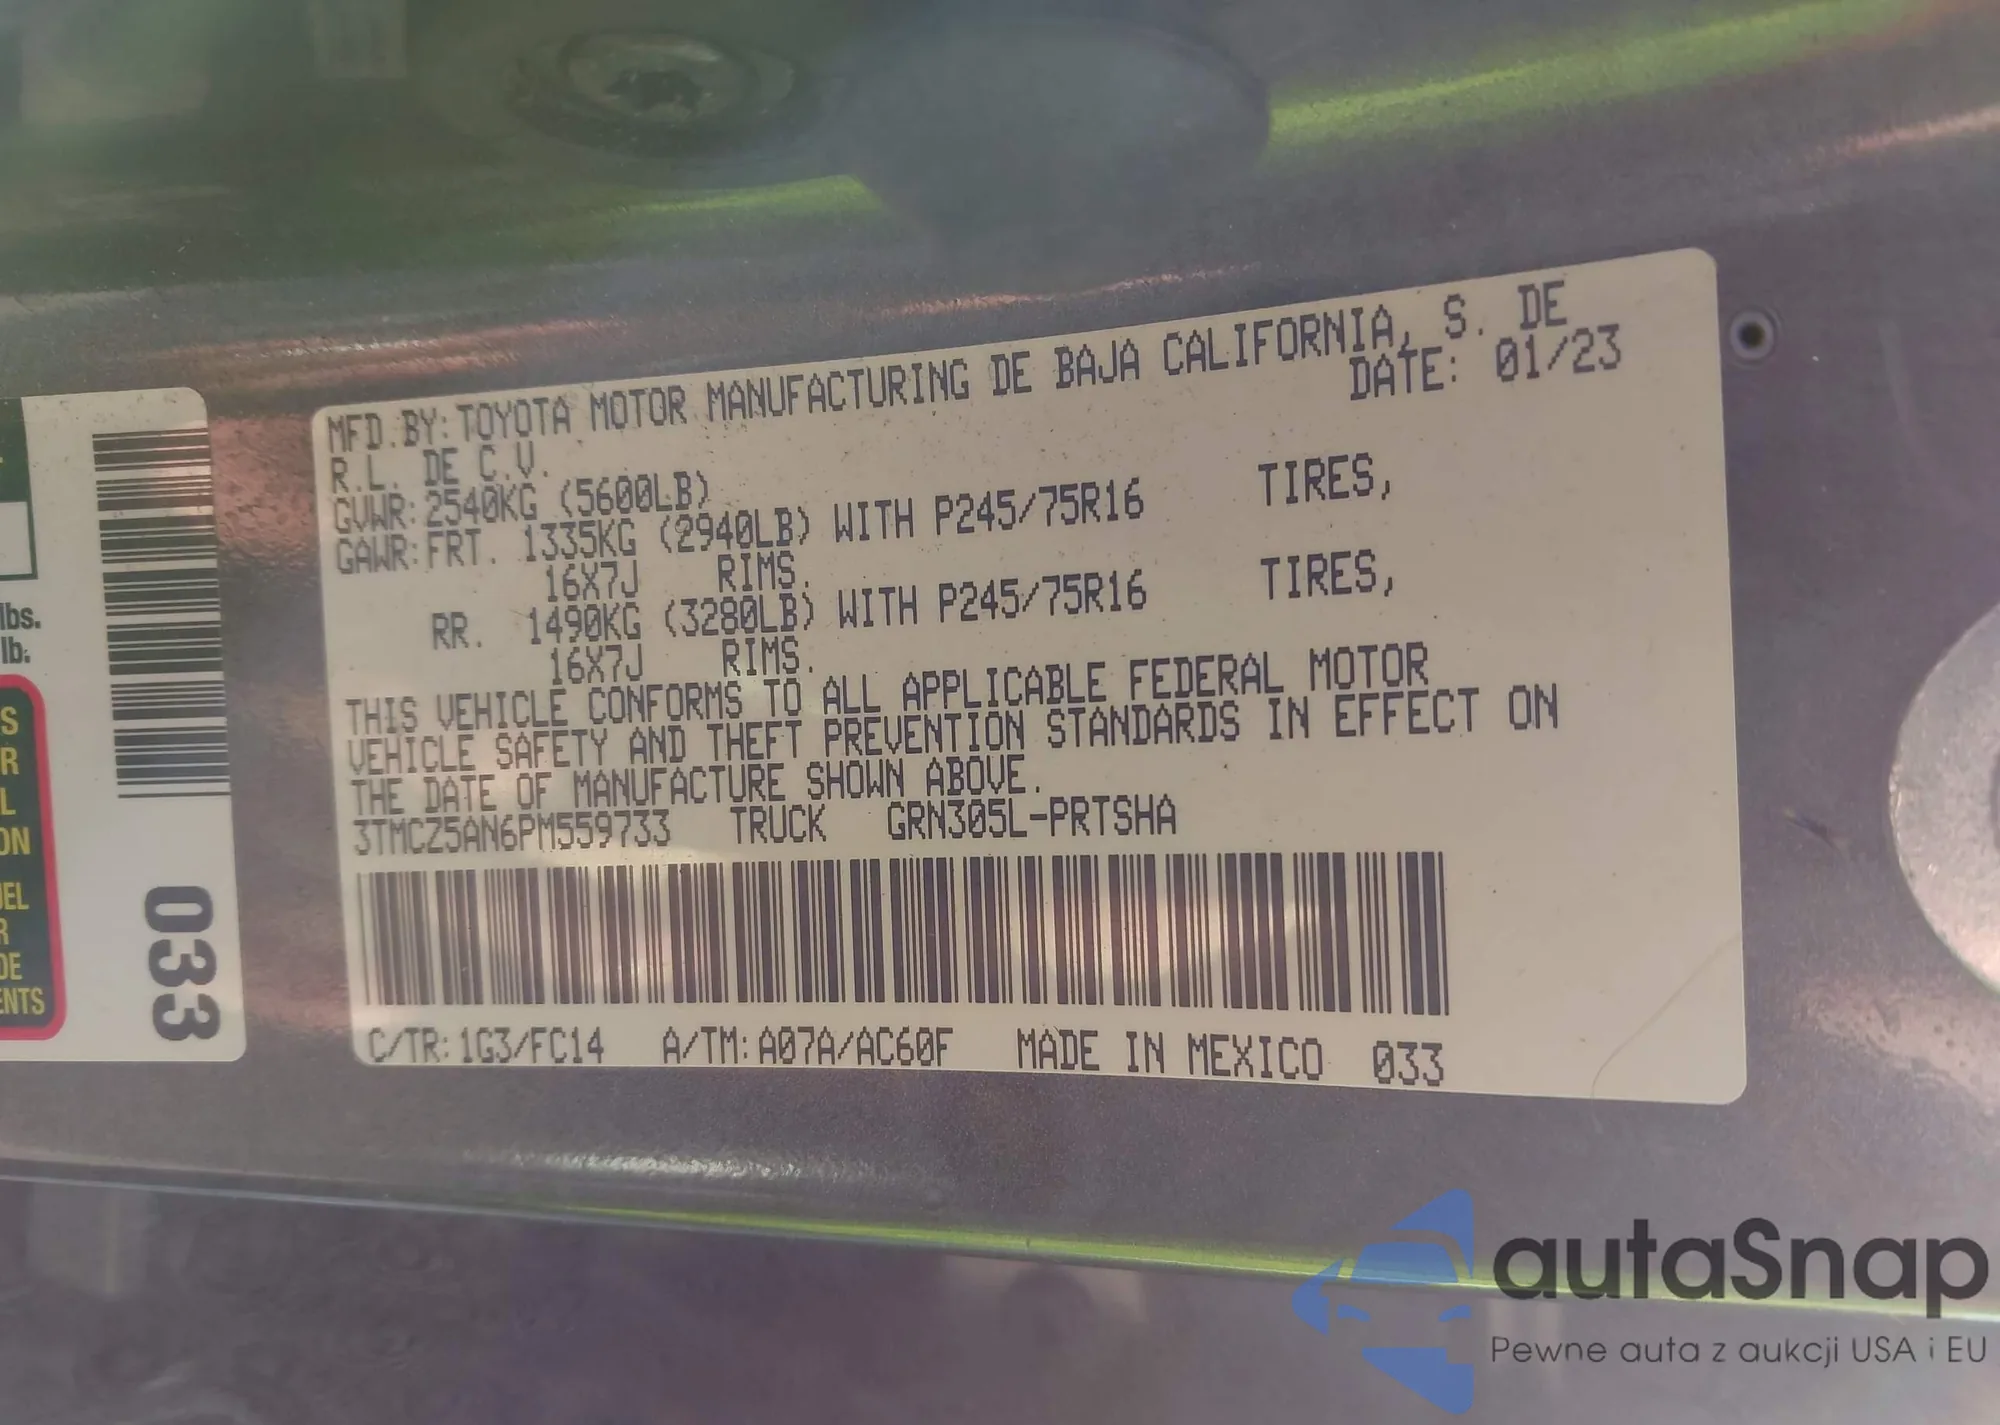 MFD.BY:TOYOTA MOTOR MANUFACTURING DE BAJA CALIFORNIA, S. DE
R.L. DE C.V. DATE: 01/23
GVWR:2540KG (5600LB)
GAWR:FRT. 1335KG (2940LB) WITH P245/75R16 TIRES,
16X7J RIMS.
RR. 1490KG (3280LB) WITH P245/75R16 TIRES,
16X7J RIMS.
THIS VEHICLE CONFORMS TO ALL APPLICABLE FEDERAL MOTOR
VEHICLE SAFETY AND THEFT PREVENTION STANDARDS IN EFFECT ON
THE DATE OF MANUFACTURE SHOWN ABOVE.
3TMCZ5AN6PM559733 TRUCK GRN305L-PRTSHA
C/TR:1G3/FC14 A/TM:A07A/AC60F MADE IN MEXICO 033
lbs.
lb.
033
autaSnap
Pewne auta z aukcji USA i EU